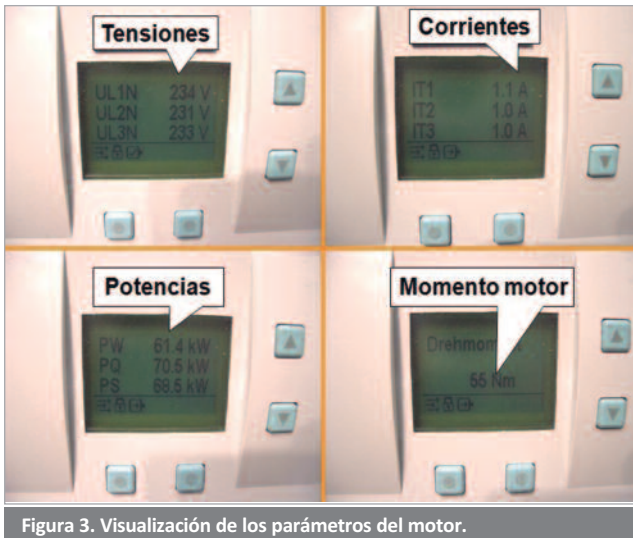 Tensiones
UL1N 234 V
UL2N 231 V
UL3N 233 V
Corrientes
IT1 1.1 A
IT2 1.0 A
IT3 1.0 A
Potencias
PW 61.4 kW
PQ 70.5 kW
PS 68.5 kW
Momento motor
55 Nm
Figura 3. Visualización de los parámetros del motor.